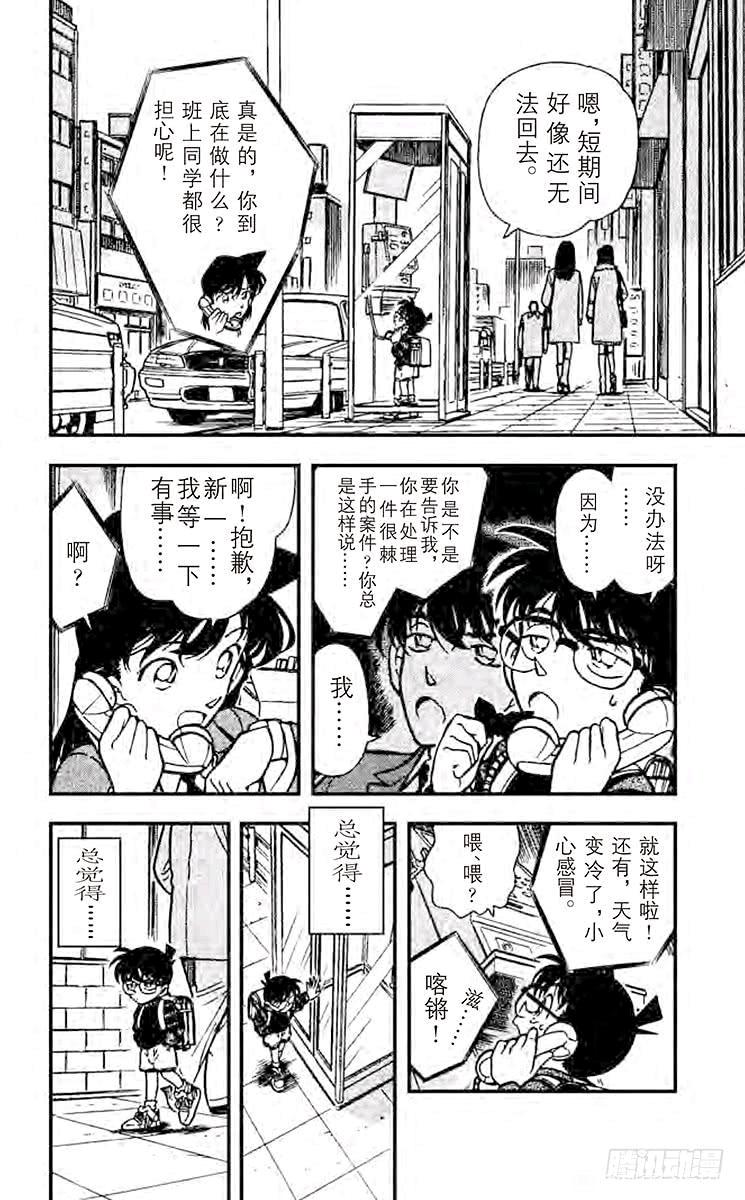 嗯，短期间
好像还无
法回去。
真是的，你到
底在做什么？
班上同学都很
担心呢！
没办法呀
……
因为……
你是不是
要告诉我，
你在处理
一件很棘
手的案件？你总
是这样说……
我……
啊！抱歉，
新一……
我等一下
有事……
啊？
就这样啦！
还有，天气
变冷了，小
心感冒。
喂、喂？
滋……
喀锵！
总觉得……
总觉得……
腾讯动漫